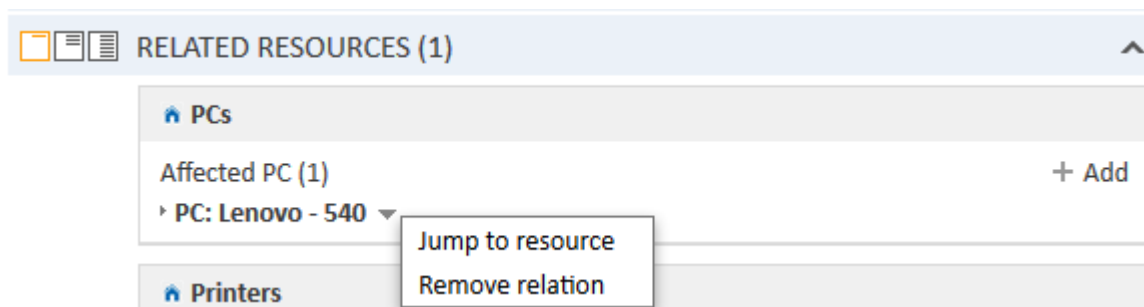 RELATED RESOURCES (1)
PCs
Affected PC (1) + Add
PC: Lenovo - 540
Jump to resource
Remove relation
Printers